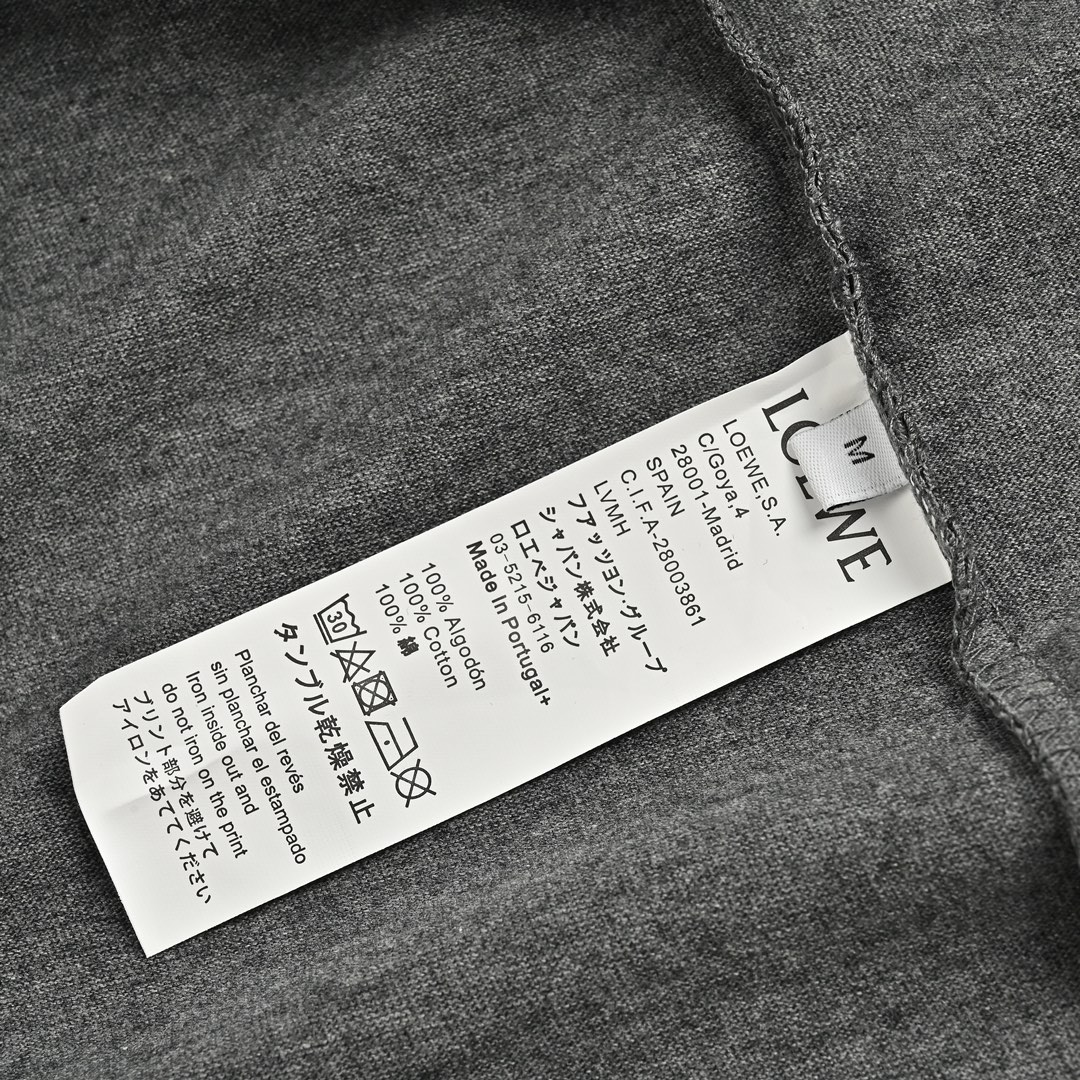 LOEWE
M
LOEWE,S.A.
C/Goya,4
28001-Madrid
SPAIN
C.I.F.A-28003861
LVMH
フアッツヨン·グループ
シャパン株式会社
ロエベジャパン
03-5215-6116
Made In Portugal+
100% Algodón
100% Cotton
100% 綿
30
タンブル乾燥禁止
Planchar del revés
sin planchar el estampado
Iron inside out and
do not iron on the print
プリント部分を避けて
アイロンをあててください